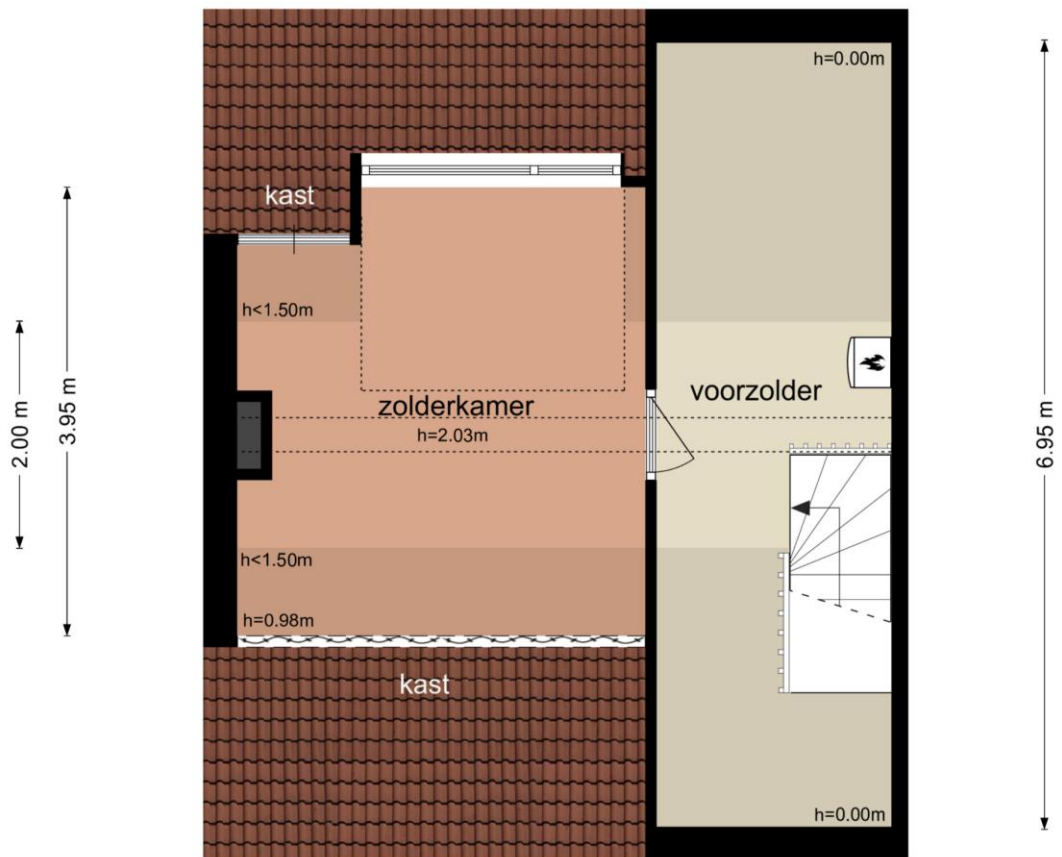 h=0.00m
kast
h<1.50m
zolderkamer
h=2.03m
voorzolder
h<1.50m
h=0.98m
kast
h=0.00m
2.00 m
3.95 m
6.95 m